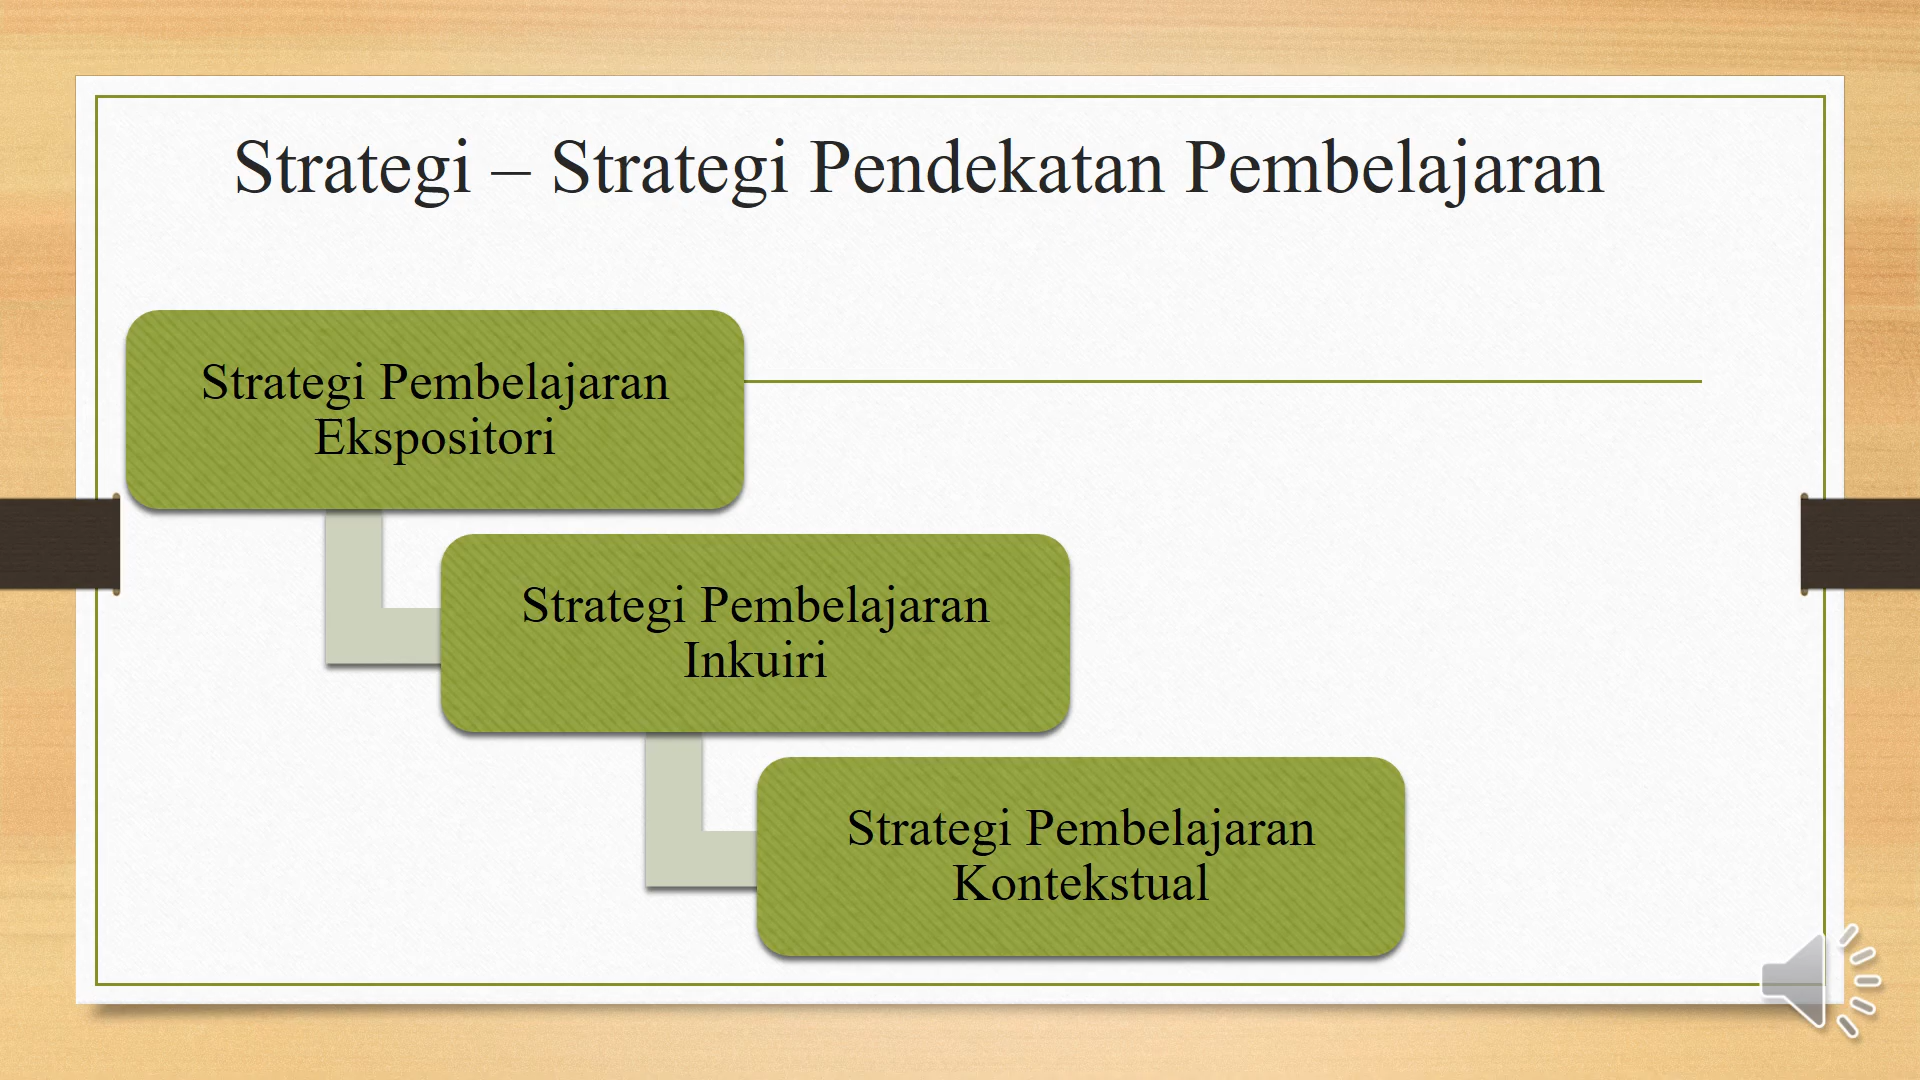 Strategi – Strategi Pendekatan Pembelajaran
Strategi Pembelajaran
Ekspositori
Strategi Pembelajaran
Inkuiri
Strategi Pembelajaran
Kontekstual